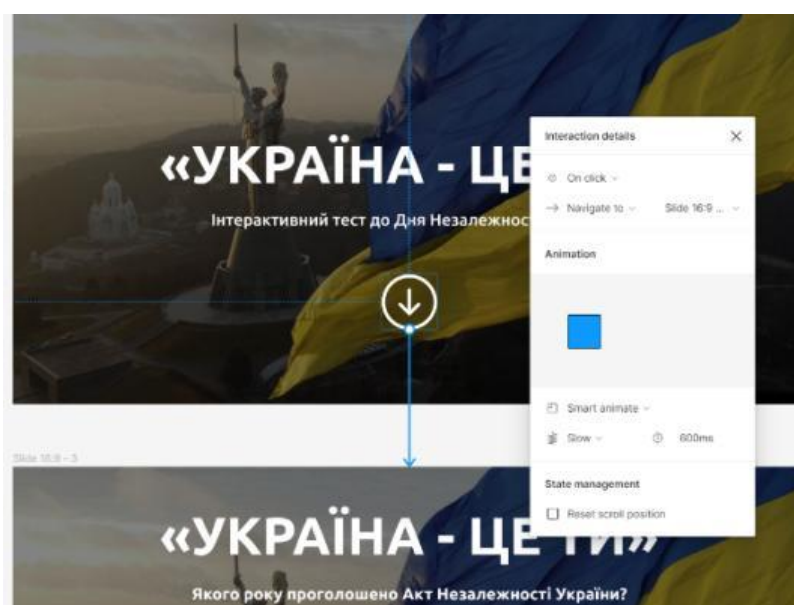 «УКРАЇНА - ЦЕ
Інтерактивний тест до Дня Незалежност
Interaction details
On click
Navigate to
Slide 16:9 ...
Animation
Smart animate
Slow
600ms
State management
Reset scroll position
Slide 16:9 - 3
«УКРАЇНА - ЦЕ ТИ»
Якого року проголошено Акт Незалежності України?